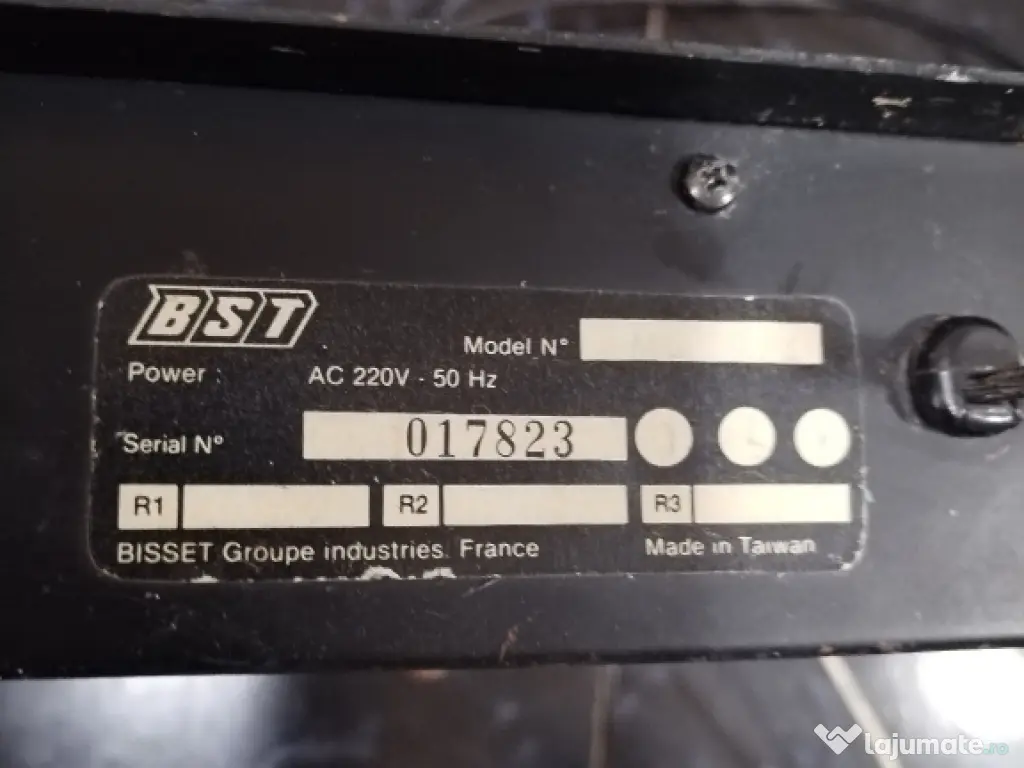 BST
Model N°
Power : AC 220V - 50 Hz
Serial N° 017823
R1 R2 R3
BISSET Groupe industries. France Made in Taiwan
lajumate.ro